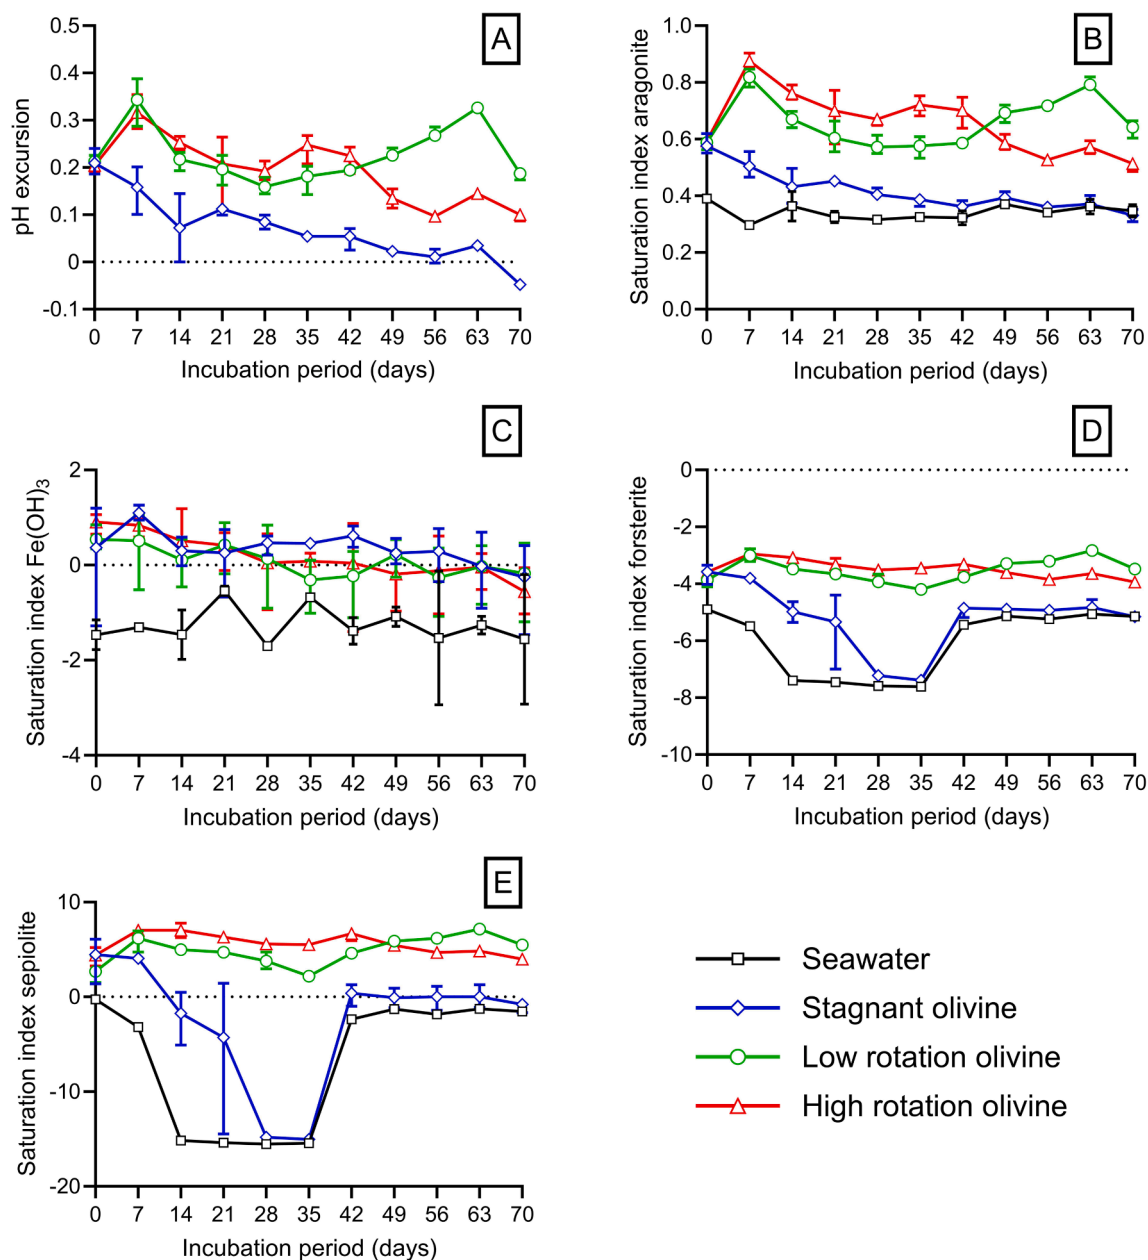 A
pH excursion
0.5
0.4
0.3
0.2
0.1
0
-0.1
0 7 14 21 28 35 42 49 56 63 70
Incubation period (days)
B
Saturation index aragonite
1.0
0.8
0.6
0.4
0.2
0.0
0 7 14 21 28 35 42 49 56 63 70
Incubation period (days)
C
Saturation index Fe(OH)3
2
0
-2
-4
0 7 14 21 28 35 42 49 56 63 70
Incubation period (days)
D
Saturation index forsterite
0
-2
-4
-6
-8
-10
0 7 14 21 28 35 42 49 56 63 70
Incubation period (days)
E
Saturation index sepiolite
10
0
-10
-20
0 7 14 21 28 35 42 49 56 63 70
Incubation period (days)
Seawater
Stagnant olivine
Low rotation olivine
High rotation olivine